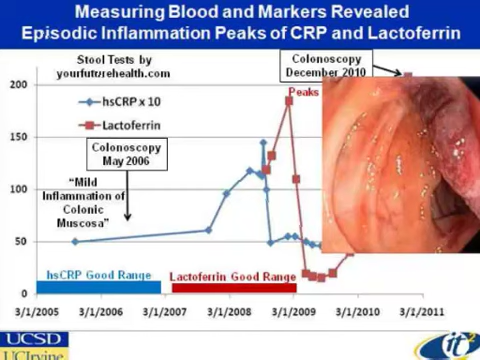 Measuring Blood and Markers Revealed
Episodic Inflammation Peaks of CRP and Lactoferrin
Stool Tests by
yourfuturehealth.com
Colonoscopy
December 2010
200
hsCRP x 10
Peaks
Lactoferrin
150
Colonoscopy
May 2006
"Mild
Inflammation of
Colonic
Muscosa"
100
50
hsCRP Good Range
Lactoferrin Good Range
0
3/1/2005
3/1/2006
3/1/2007
3/1/2008
3/1/2009
3/1/2010
3/1/2011
UCSD
UCIrvine
it2